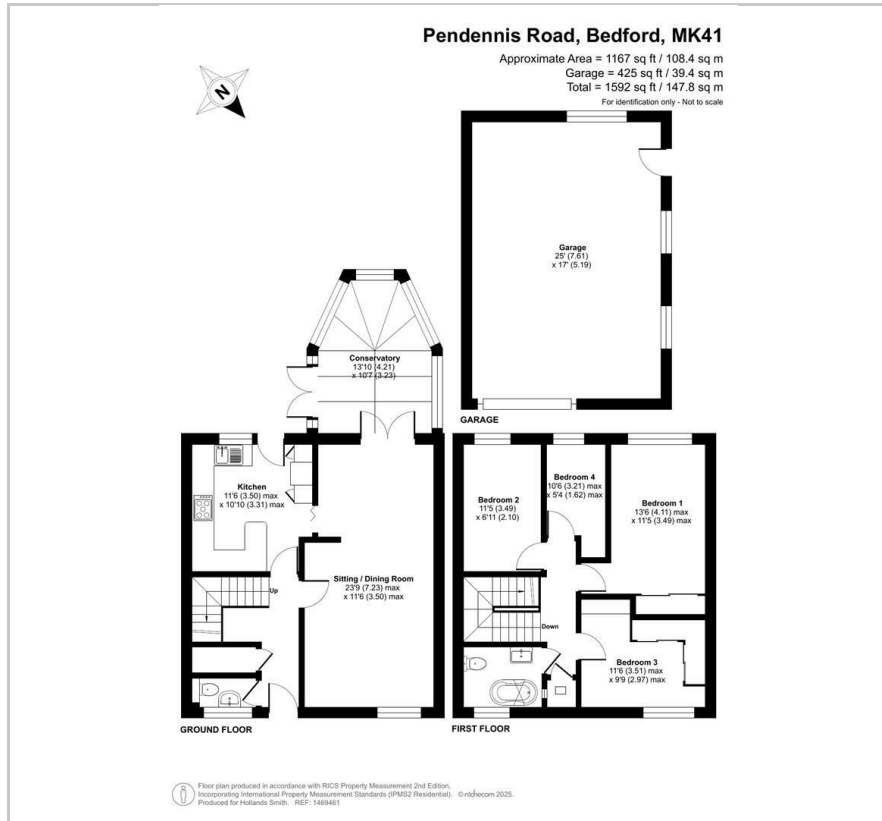 Pendennis Road, Bedford, MK41
Approximate Area = 1167 sq ft / 108.4 sq m
Garage = 425 sq ft / 39.4 sq m
Total = 1592 sq ft / 147.8 sq m
For identification only - Not to scale
N
Garage
25' (7.61)
x 17' (5.19)
GARAGE
Conservatory
13'10 (4.21)
x 10'7 (3.23)
Kitchen
11'6 (3.50) max
x 10'10 (3.31) max
Sitting / Dining Room
23'9 (7.23) max
x 11'6 (3.50) max
Up
GROUND FLOOR
Bedroom 2
11'5 (3.49)
x 6'11 (2.10)
Bedroom 4
10'6 (3.21) max
x 5'4 (1.62) max
Bedroom 1
13'6 (4.11) max
x 11'5 (3.49) max
Down
Bedroom 3
11'6 (3.51) max
x 9'9 (2.97) max
FIRST FLOOR
Floor plan produced in accordance with RICS Property Measurement 2nd Edition,
Incorporating International Property Measurement Standards (IPMS2 Residential). © ntchecom 2025.
Produced for Hollands Smith. REF: 1469461